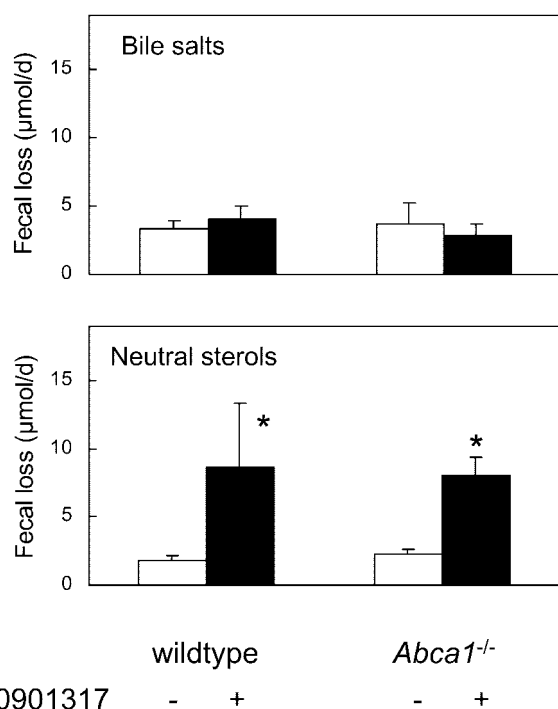 Bile salts
Fecal loss (µmol/d)
15
10
5
0
Neutral sterols
Fecal loss (µmol/d)
15
10
5
0
*
*
wildtype Abca1-/-
0901317 - + - +